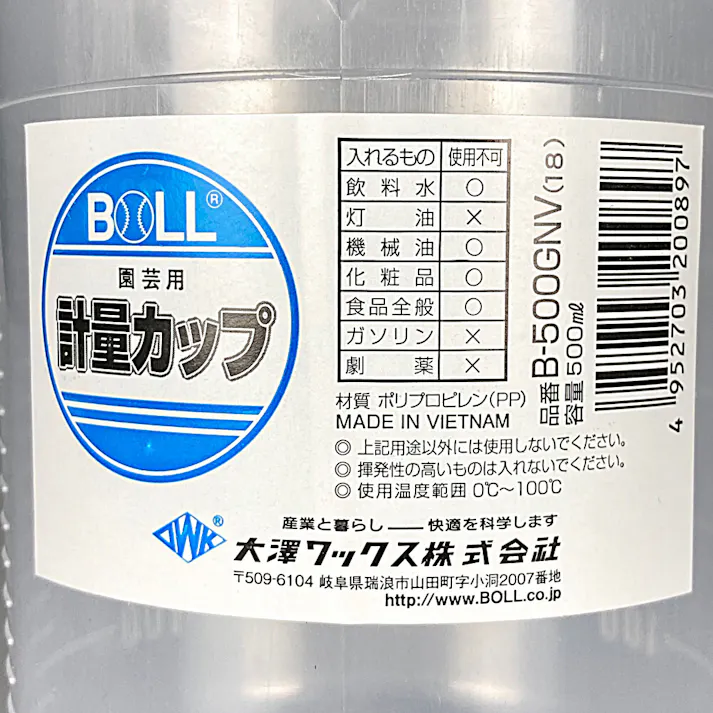 BOLL®
園芸用
計量カップ
入れるもの 使用不可
飲料水 ○
灯油 ×
機械油 ○
化粧品 ○
食品全般 ○
ガソリン ×
劇薬 ×
材質 ポリプロピレン(PP)
MADE IN VIETNAM
◎上記用途以外には使用しないでください。
◎揮発性の高いものは入れないでください。
◎使用温度範囲 0℃〜100℃
品番 B-500GNV(18)
容量 500㎖
4 952703 200897
OWK®
産業と暮らし――快適を科学します
大澤ワックス株式会社
〒509-6104 岐阜県瑞浪市山田町字小洞2007番地
http://www.BOLL.co.jp